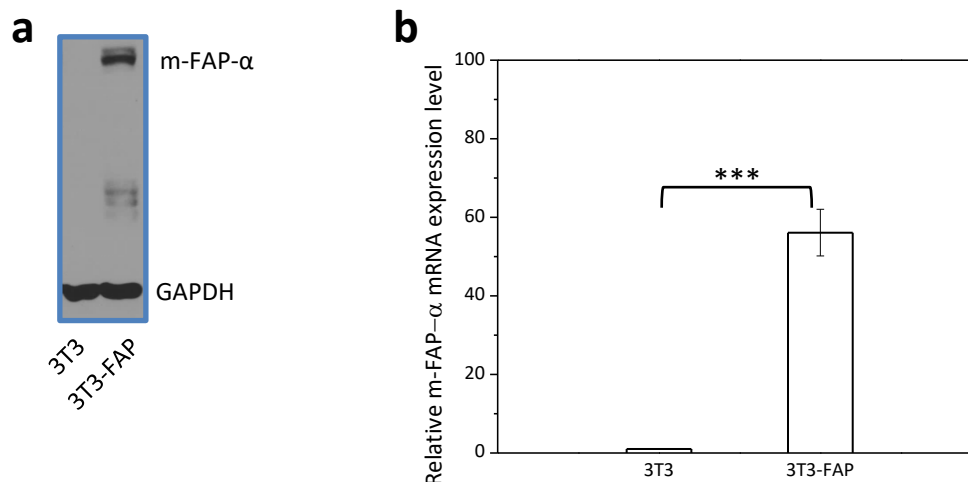 a
m-FAP-α
GAPDH
3T3
3T3-FAP
b
Relative m-FAP–α mRNA expression level
100
80
60
40
20
0
***
3T3
3T3-FAP